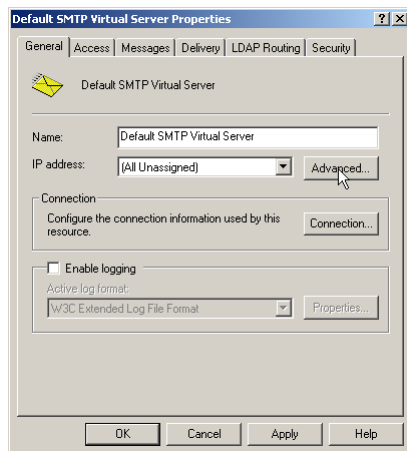 Default SMTP Virtual Server Properties
General Access Messages Delivery LDAP Routing Security
Default SMTP Virtual Server
Name: Default SMTP Virtual Server
IP address: (All Unassigned) Advanced...
Connection
Configure the connection information used by this
resource.
Connection...
Enable logging
Active log format:
W3C Extended Log File Format Properties...
OK Cancel Apply Help